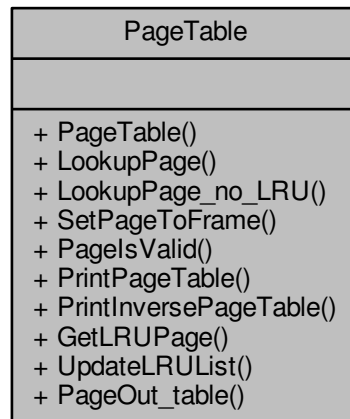 PageTable
+ PageTable()
+ LookupPage()
+ LookupPage_no_LRU()
+ SetPageToFrame()
+ PageIsValid()
+ PrintPageTable()
+ PrintInversePageTable()
+ GetLRUPage()
+ UpdateLRUList()
+ PageOut_table()